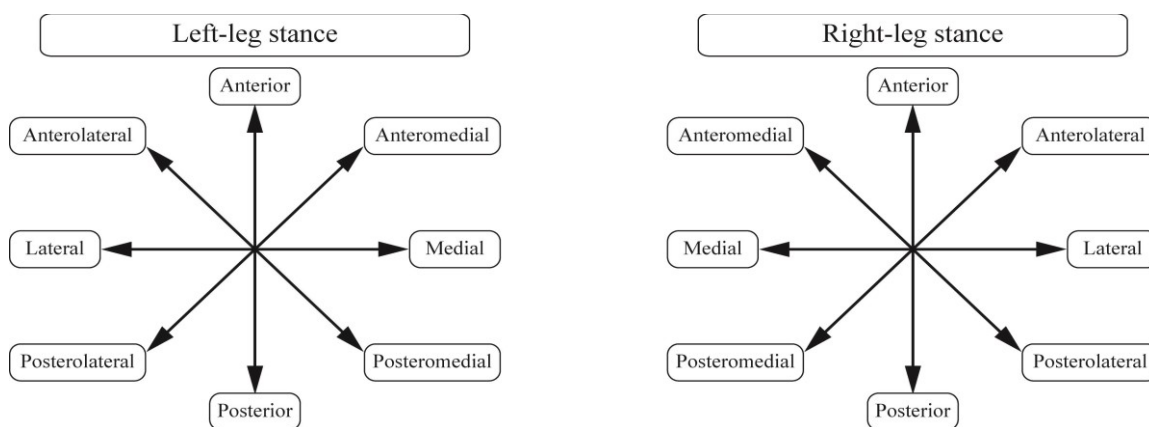 Left-leg stance
Anterior
Anterolateral
Anteromedial
Lateral
Medial
Posterolateral
Posteromedial
Posterior
Right-leg stance
Anterior
Anteromedial
Anterolateral
Medial
Lateral
Posteromedial
Posterolateral
Posterior